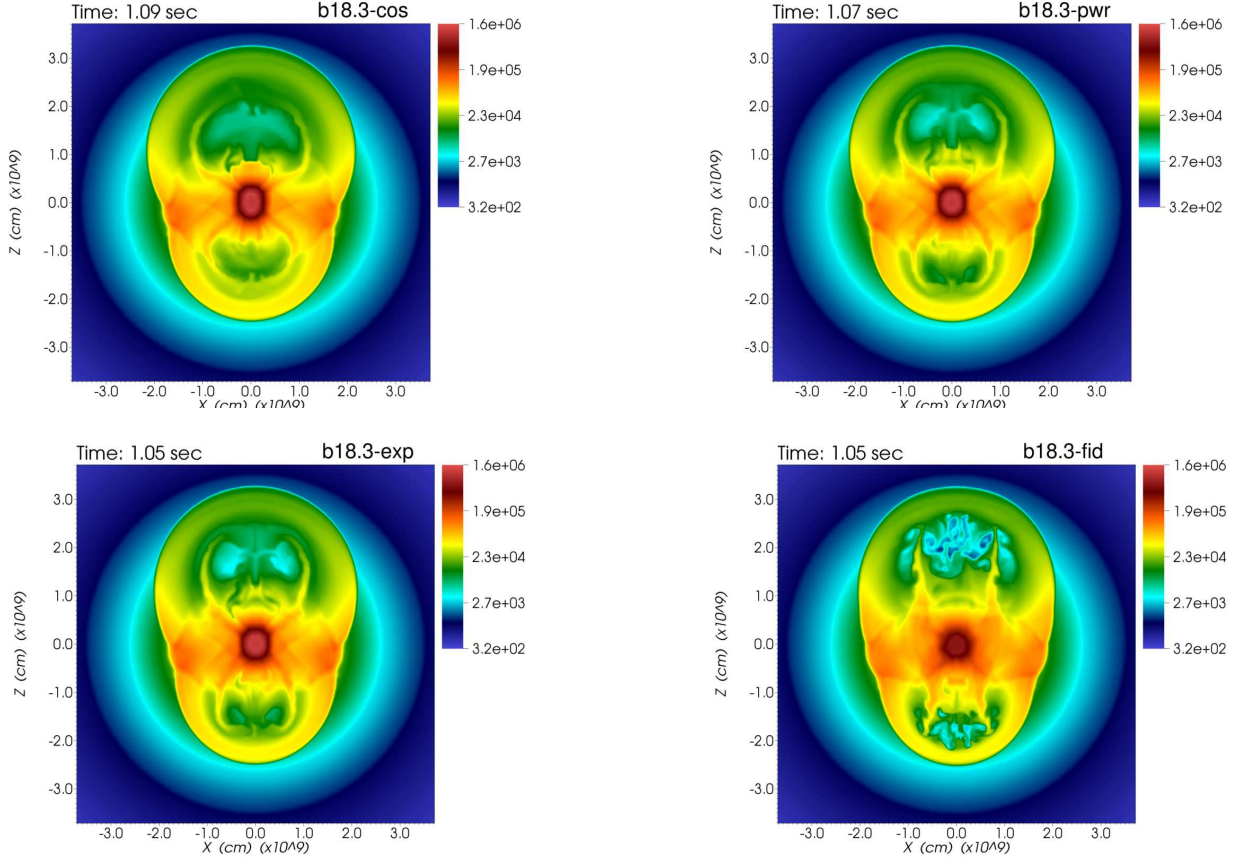 Time: 1.09 sec b18.3-cos
1.6e+06
1.9e+05
2.3e+04
2.7e+03
3.2e+02
3.0
2.0
1.0
0.0
-1.0
-2.0
-3.0
Z (cm) (x10^9)
-3.0 -2.0 -1.0 0.0 1.0 2.0 3.0
X (cm) (x10^9)
Time: 1.07 sec b18.3-pwr
1.6e+06
1.9e+05
2.3e+04
2.7e+03
3.2e+02
3.0
2.0
1.0
0.0
-1.0
-2.0
-3.0
Z (cm) (x10^9)
-3.0 -2.0 -1.0 0.0 1.0 2.0 3.0
X (cm) (x10^9)
Time: 1.05 sec b18.3-exp
1.6e+06
1.9e+05
2.3e+04
2.7e+03
3.2e+02
3.0
2.0
1.0
0.0
-1.0
-2.0
-3.0
Z (cm) (x10^9)
-3.0 -2.0 -1.0 0.0 1.0 2.0 3.0
X (cm) (x10^9)
Time: 1.05 sec b18.3-fid
1.6e+06
1.9e+05
2.3e+04
2.7e+03
3.2e+02
3.0
2.0
1.0
0.0
-1.0
-2.0
-3.0
Z (cm) (x10^9)
-3.0 -2.0 -1.0 0.0 1.0 2.0 3.0
X (cm) (x10^9)